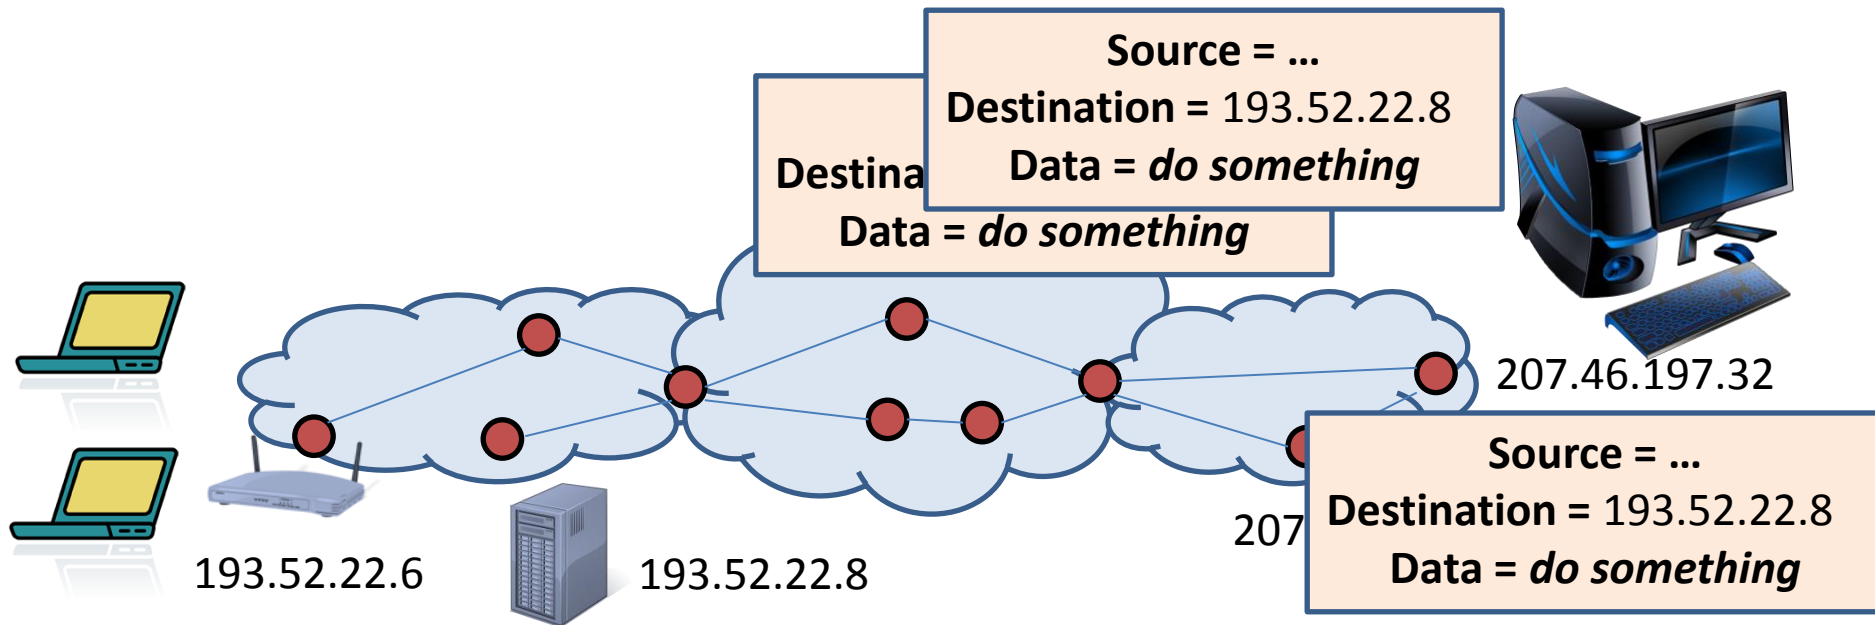 Source = ...
Destination = 193.52.22.8
Data = do something
Destina
Data = do something
207.46.197.32
Source = ...
Destination = 193.52.22.8
Data = do something
207
193.52.22.6
193.52.22.8